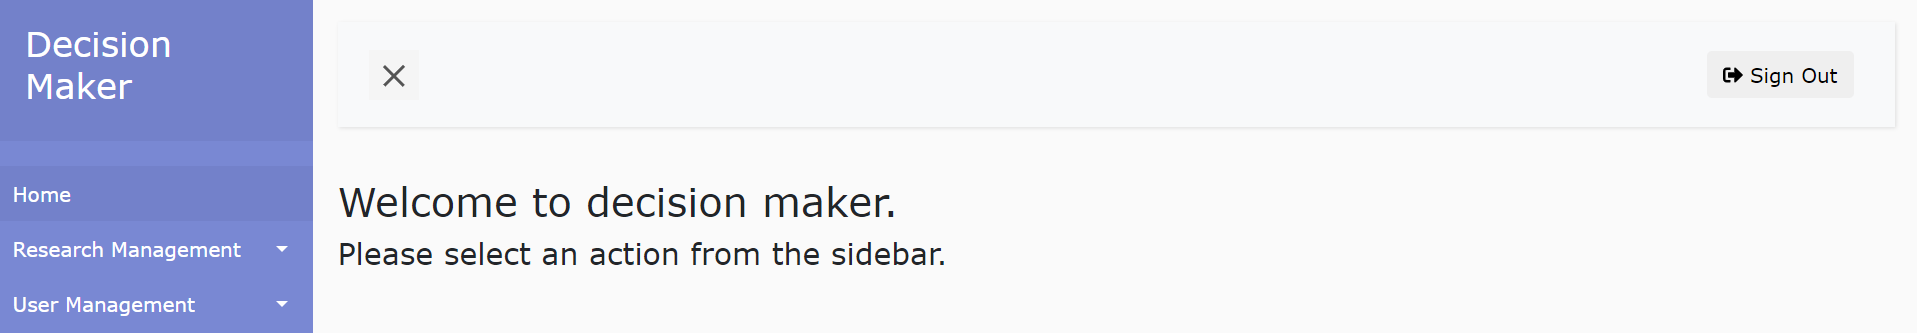 Decision
Maker
Sign Out
Home
Research Management
User Management
Welcome to decision maker.
Please select an action from the sidebar.